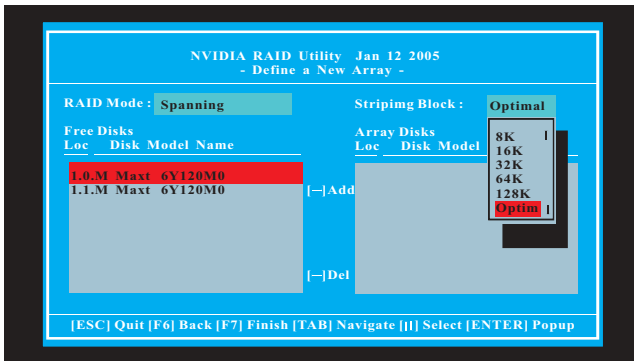 NVIDIA RAID Utility Jan 12 2005
- Define a New Array -
RAID Mode : Spanning
Stripimg Block : Optimal
8K
16K
32K
64K
128K
Optim
Free Disks
Loc Disk Model Name
1.0.M Maxt 6Y120M0
1.1.M Maxt 6Y120M0
[—]Add
[—]Del
Array Disks
Loc Disk Model
[ESC] Quit [F6] Back [F7] Finish [TAB] Navigate [||] Select [ENTER] Popup